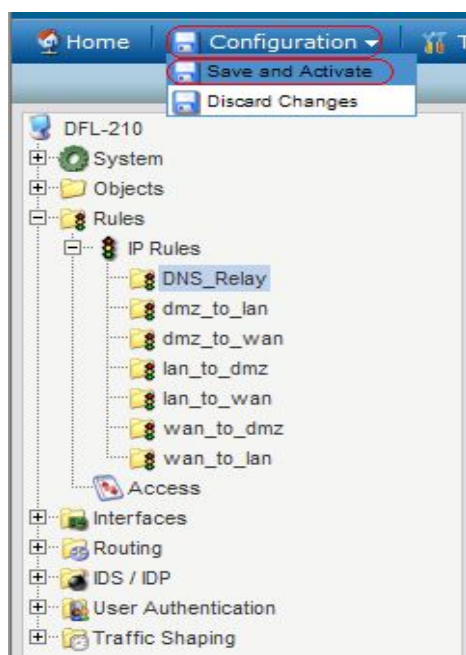 Home Configuration T
Save and Activate
Discard Changes
DFL-210
System
Objects
Rules
IP Rules
DNS_Relay
dmz_to_lan
dmz_to_wan
lan_to_dmz
lan_to_wan
wan_to_dmz
wan_to_lan
Access
Interfaces
Routing
IDS / IDP
User Authentication
Traffic Shaping